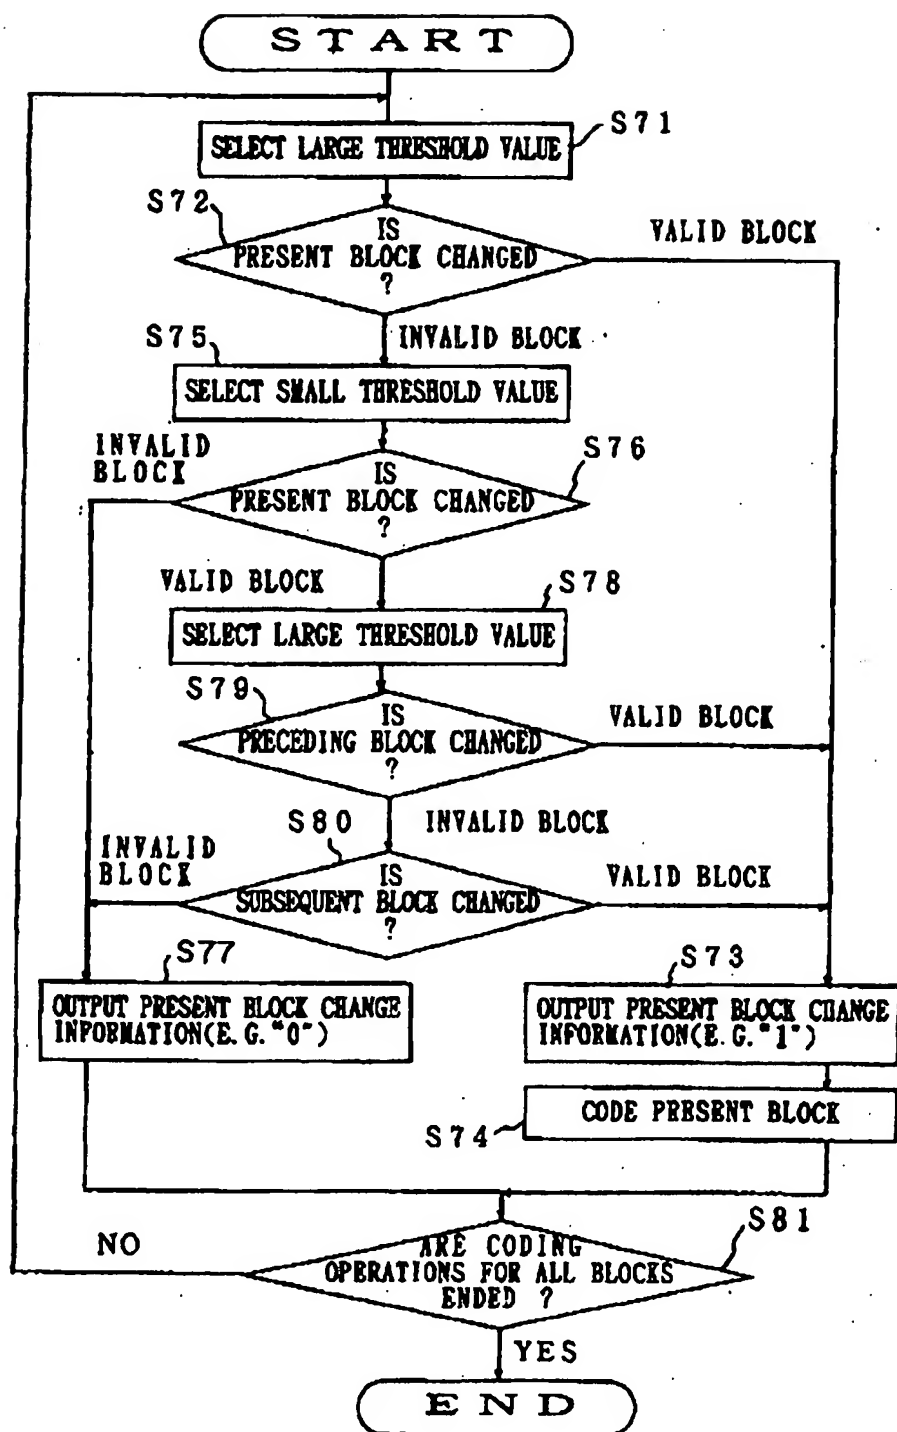 START
S71
SELECT LARGE THRESHOLD VALUE
S72
IS
PRESENT BLOCK CHANGED
?
VALID BLOCK
INVALID BLOCK
S75
SELECT SMALL THRESHOLD VALUE
INVALID
BLOCK
S76
IS
PRESENT BLOCK CHANGED
?
VALID BLOCK
S78
SELECT LARGE THRESHOLD VALUE
S79
IS
PRECEDING BLOCK CHANGED
?
VALID BLOCK
INVALID BLOCK
S80
INVALID
BLOCK
IS
SUBSEQUENT BLOCK CHANGED
?
VALID BLOCK
S77
OUTPUT PRESENT BLOCK CHANGE
INFORMATION(E.G."0")
S73
OUTPUT PRESENT BLOCK CHANGE
INFORMATION(E.G."1")
CODE PRESENT BLOCK
S74
S81
ARE CODING
OPERATIONS FOR ALL BLOCKS
ENDED ?
NO
YES
END